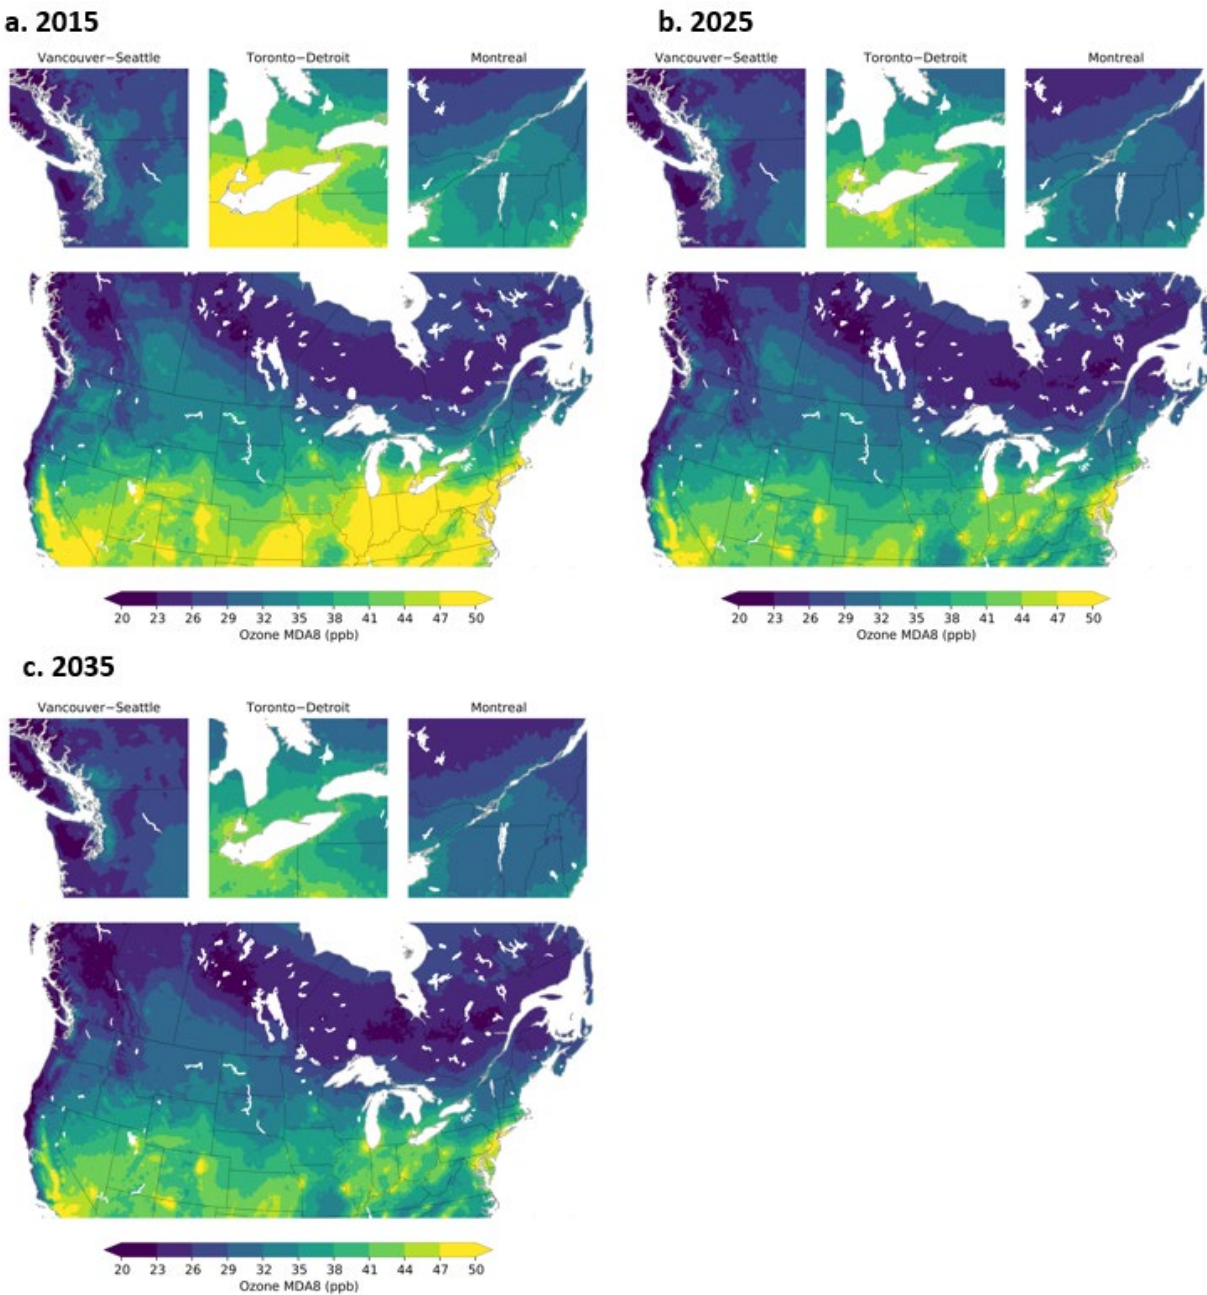 a. 2015
b. 2025
Vancouver−Seattle Toronto−Detroit Montreal
Vancouver−Seattle Toronto−Detroit Montreal
20 23 26 29 32 35 38 41 44 47 50
Ozone MDA8 (ppb)
20 23 26 29 32 35 38 41 44 47 50
Ozone MDA8 (ppb)
c. 2035
Vancouver−Seattle Toronto−Detroit Montreal
20 23 26 29 32 35 38 41 44 47 50
Ozone MDA8 (ppb)